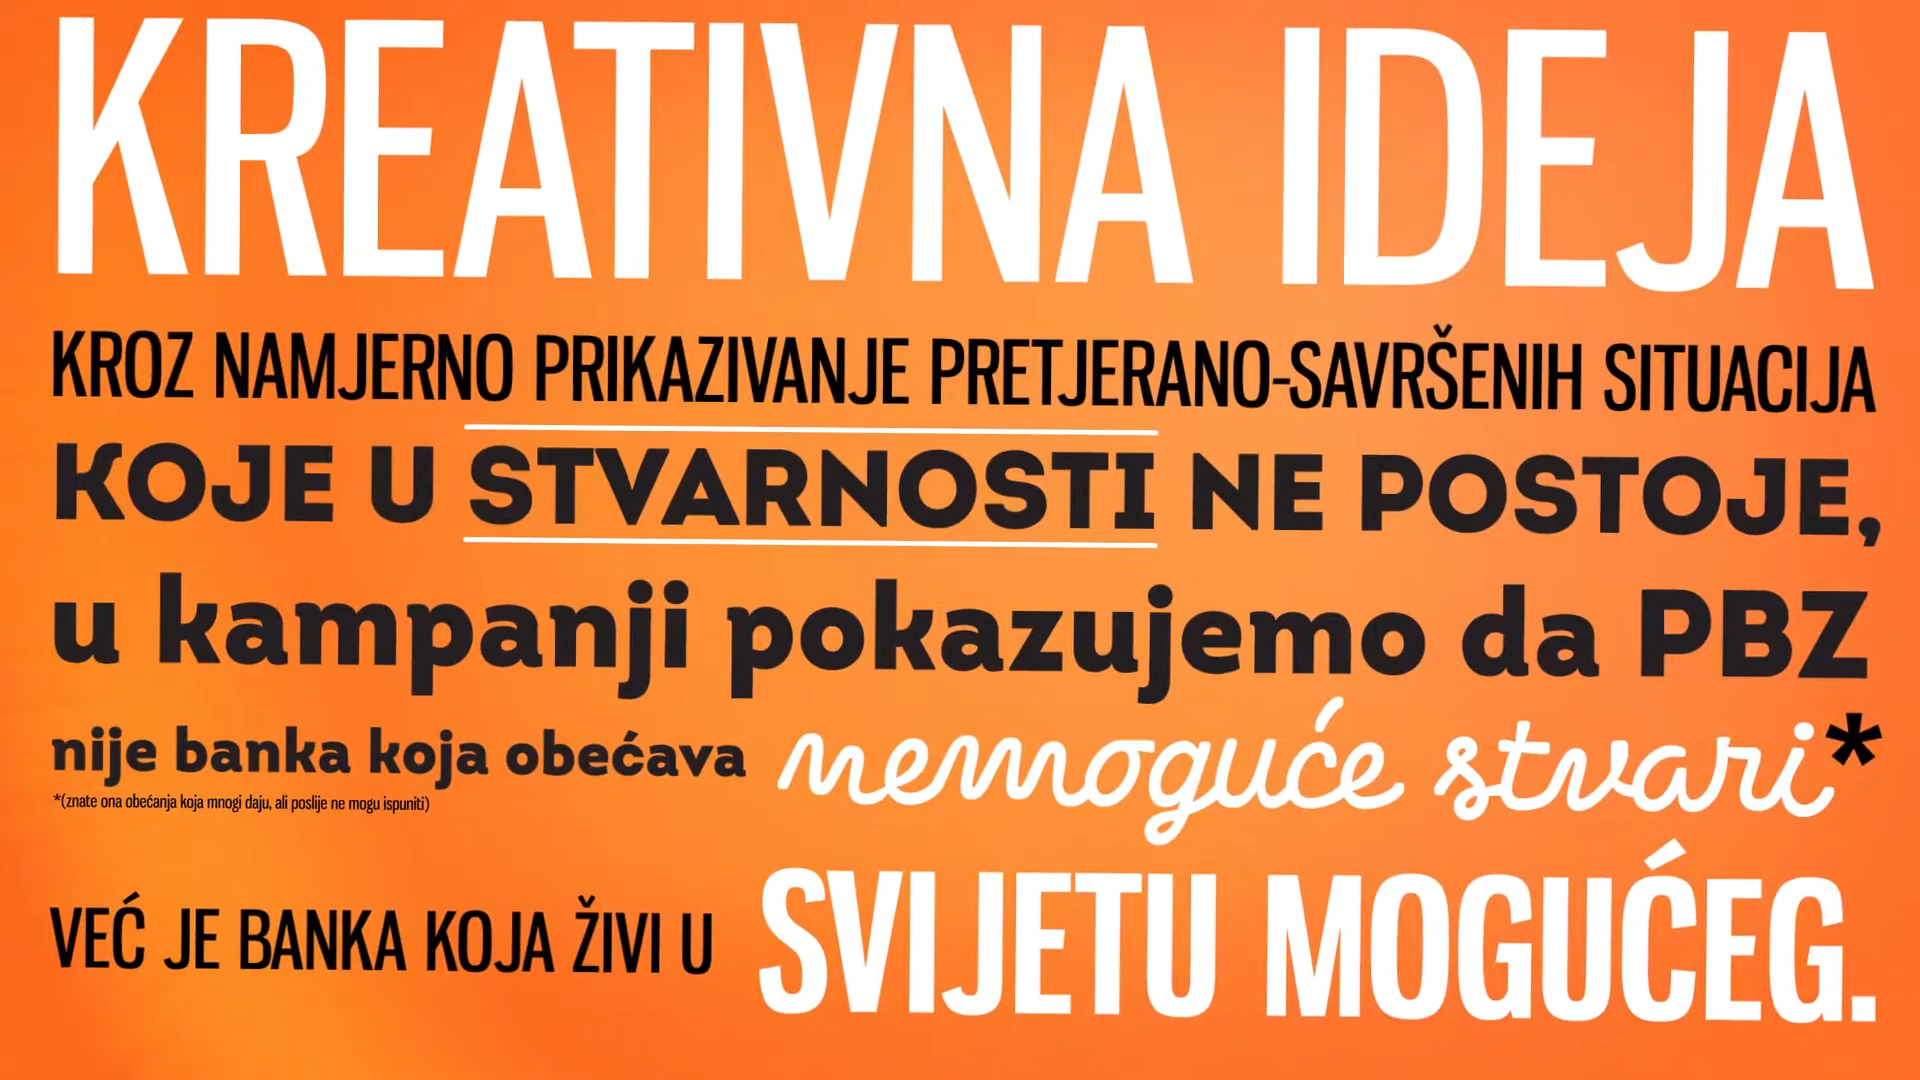 KREATIVNA IDEJA
KROZ NAMJERNO PRIKAZIVANJE PRETJERANO-SAVRŠENIH SITUACIJA
KOJE U STVARNOSTI NE POSTOJE,
u kampanji pokazujemo da PBZ
nije banka koja obećava nemoguće stvari*
*(znate ona obećanja koja mnogi daju, ali poslije ne mogu ispuniti)
VEĆ JE BANKA KOJA ŽIVI U SVIJETU MOGUĆEG.